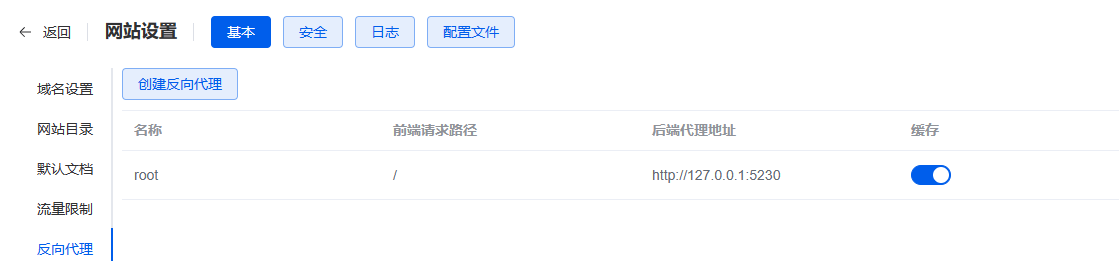 返回 网站设置 基本 安全 日志 配置文件
域名设置
网站目录
默认文档
流量限制
反向代理
创建反向代理
名称 前端请求路径 后端代理地址 缓存
root / http://127.0.0.1:5230